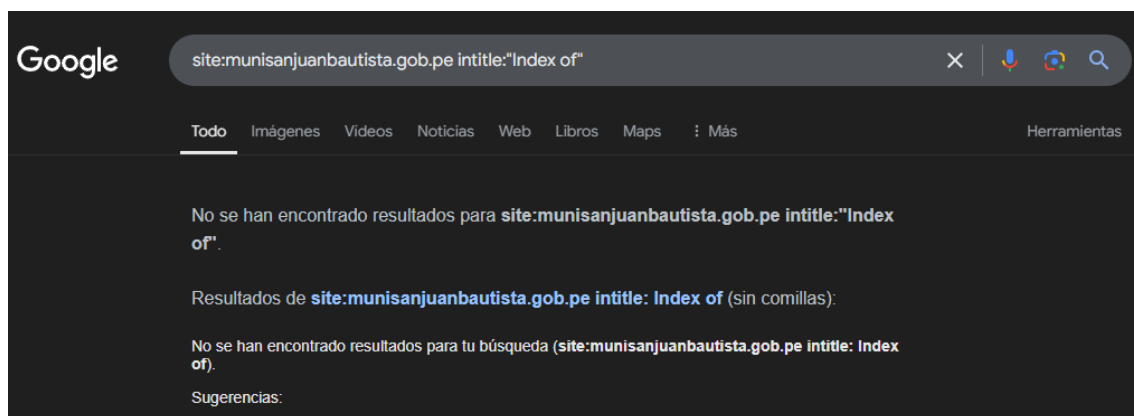 Google
site:munisanjuanbautista.gob.pe intitle:"Index of"
Todo Imágenes Vídeos Noticias Web Libros Maps Más Herramientas
No se han encontrado resultados para site:munisanjuanbautista.gob.pe intitle:"Index
of".
Resultados de site:munisanjuanbautista.gob.pe intitle: Index of (sin comillas):
No se han encontrado resultados para tu búsqueda (site:munisanjuanbautista.gob.pe intitle: Index
of).
Sugerencias: